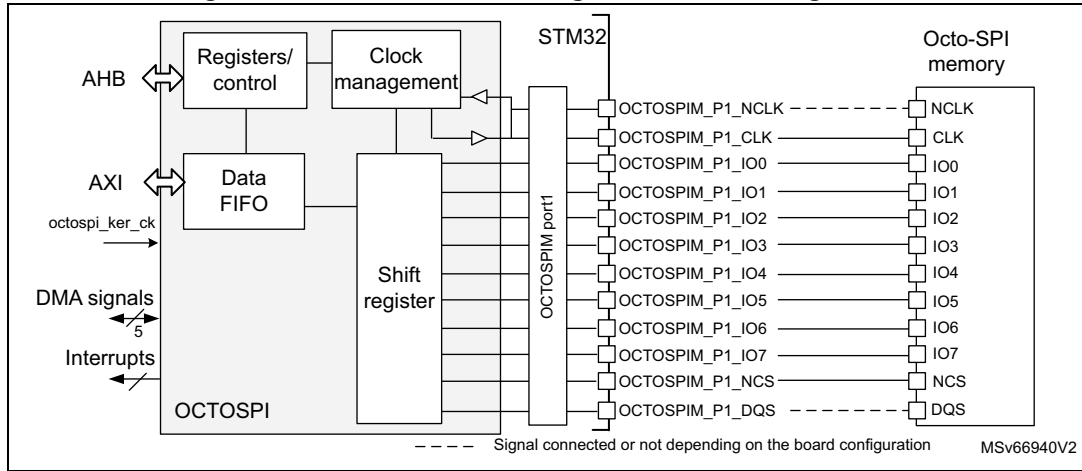 STM32
Octo-SPI
memory
Registers/
control
Clock
management
AHB
AXI
Data
FIFO
octospi_ker_ck
DMA signals
5
Interrupts
Shift
register
OCTOSPI
OCTOSPIM port1
OCTOSPIM_P1_NCLK
NCLK
OCTOSPIM_P1_CLK
CLK
OCTOSPIM_P1_IO0
IO0
OCTOSPIM_P1_IO1
IO1
OCTOSPIM_P1_IO2
IO2
OCTOSPIM_P1_IO3
IO3
OCTOSPIM_P1_IO4
IO4
OCTOSPIM_P1_IO5
IO5
OCTOSPIM_P1_IO6
IO6
OCTOSPIM_P1_IO7
IO7
OCTOSPIM_P1_NCS
NCS
OCTOSPIM_P1_DQS
DQS
Signal connected or not depending on the board configuration
MSv66940V2